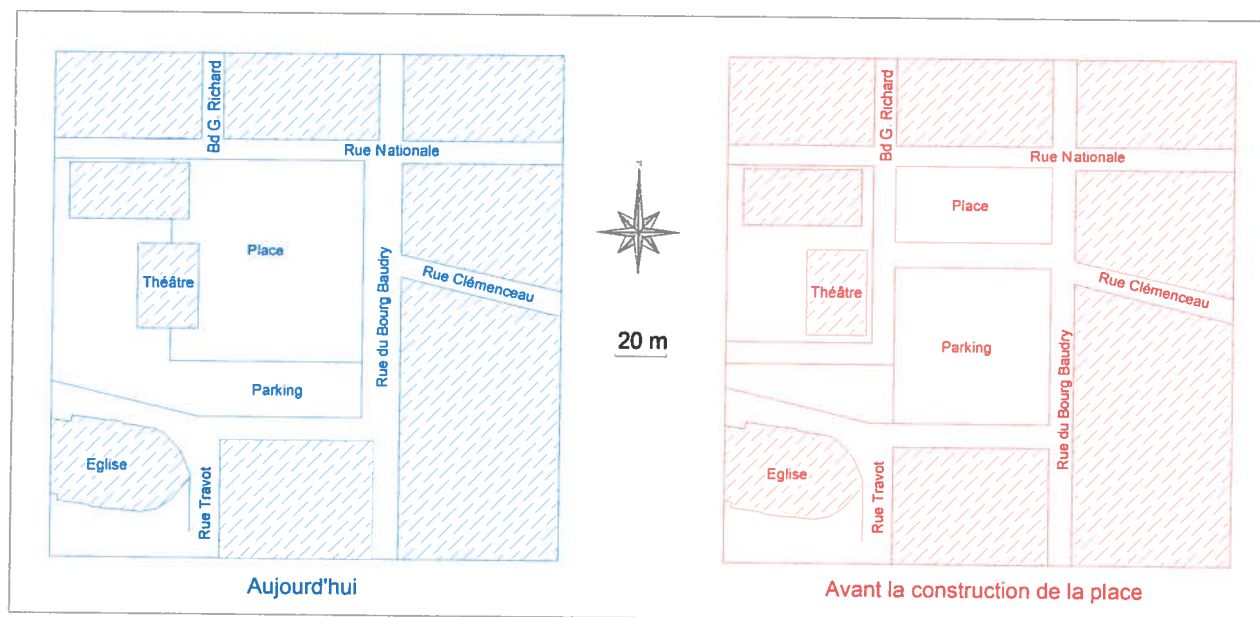 Bd G. Richard
Rue Nationale
Place
Théâtre
Rue Clémenceau
Rue du Bourg Baudry
Parking
Eglise
Rue Travot
Aujourd'hui
20 m
Bd G. Richard
Rue Nationale
Place
Théâtre
Rue Clémenceau
Parking
Rue du Bourg Baudry
Eglise
Rue Travot
Avant la construction de la place